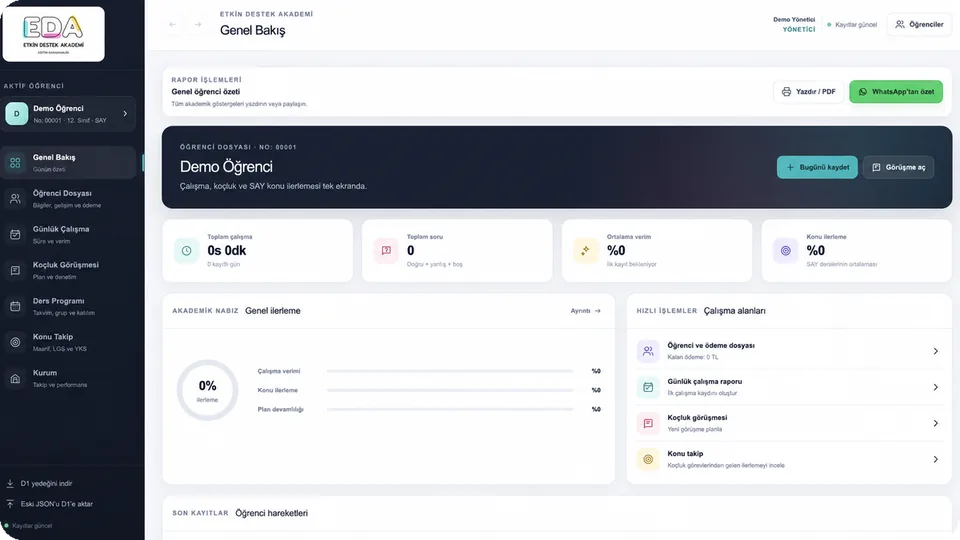 EDA
ETKİN DESTEK AKADEMİ
AKTİF ÖĞRENCİ
D
Demo Öğrenci
No: 00001 · 12. Sınıf · SAY
Genel Bakış
Günün özeti
Öğrenci Dosyası
Bilgiler, gelişim ve ödeme
Günlük Çalışma
Süre ve verim
Koçluk Görüşmesi
Plan ve denetim
Ders Programı
Takvim, grup ve katılım
Konu Takip
Maarif, LGS ve YKS
Kurum
Takip ve performans
D1 yedeğini indir
Eski JSON'u D1'e aktar
Kayıtlar güncel
ETKİN DESTEK AKADEMİ
Genel Bakış
Demo Yönetici
YÖNETİCİ
Kayıtlar güncel
Öğrenciler
RAPOR İŞLEMLERİ
Genel öğrenci özeti
Tüm akademik göstergeleri yazdırın veya paylaşın.
Yazdır / PDF
WhatsApp'tan özet
ÖĞRENCİ DOSYASI · NO: 00001
Demo Öğrenci
Çalışma, koçluk ve SAY konu ilerlemesi tek ekranda.
Bugünü kaydet
Görüşme aç
Toplam çalışma
0s 0dk
0 kayıtlı gün
Toplam soru
0
Doğru + yanlış + boş
Ortalama verim
%0
İlk kayıt bekleniyor
Konu ilerleme
%0
SAY derslerinin ortalaması
AKADEMİK NABIZ Genel ilerleme
Ayrıntı
0%
ilerleme
Çalışma verimi %0
Konu ilerleme %0
Plan devamlılığı %0
HIZLI İŞLEMLER Çalışma alanları
Öğrenci ve ödeme dosyası
Kalan ödeme: 0 TL
Günlük çalışma raporu
İlk çalışma kaydını oluştur
Koçluk görüşmesi
Yeni görüşme planla
Konu takip
Koçluk görevlerinden gelen ilerlemeyi incele
SON KAYITLAR Öğrenci hareketleri